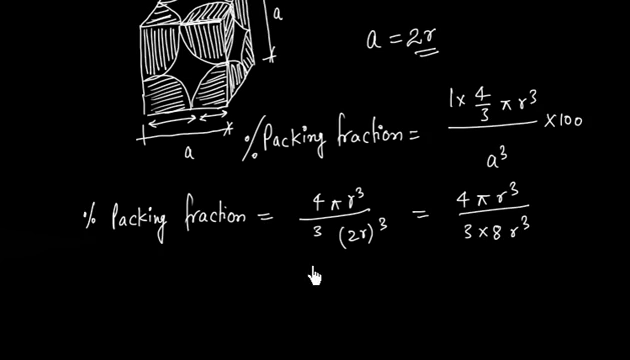 a
a = 2r
a
% Packing fraction = 1 × 4/3 π r³ / a³ × 100
% Packing fraction = 4 π r³ / 3 (2r)³ = 4 π r³ / 3 × 8 r³